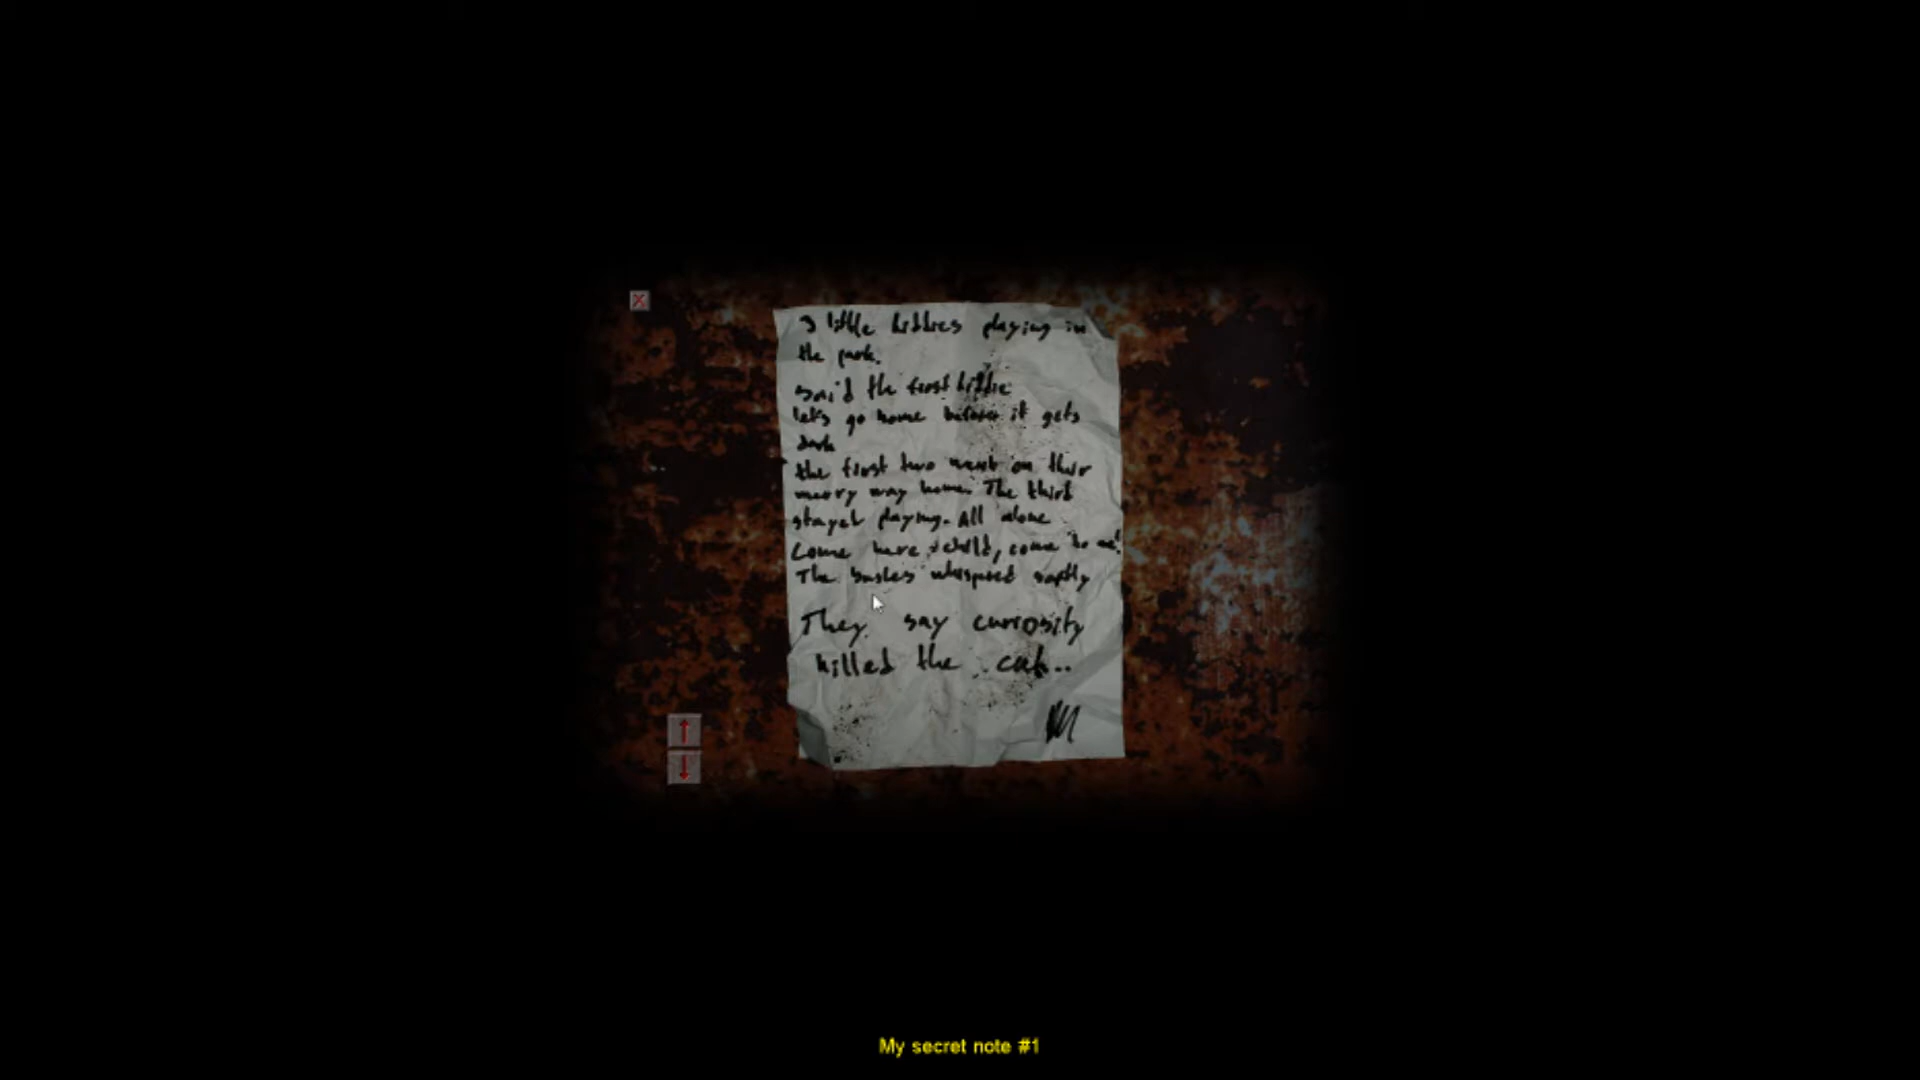 3 little kiddies playing in
the park.
said the first kiddie
let's go home before it gets
dark
the first two went on their
merry way home. The third
stayed playing. All alone
Come here child, come to me!
The bushes whispered softly
They say curiosity
killed the cat..
My secret note #1